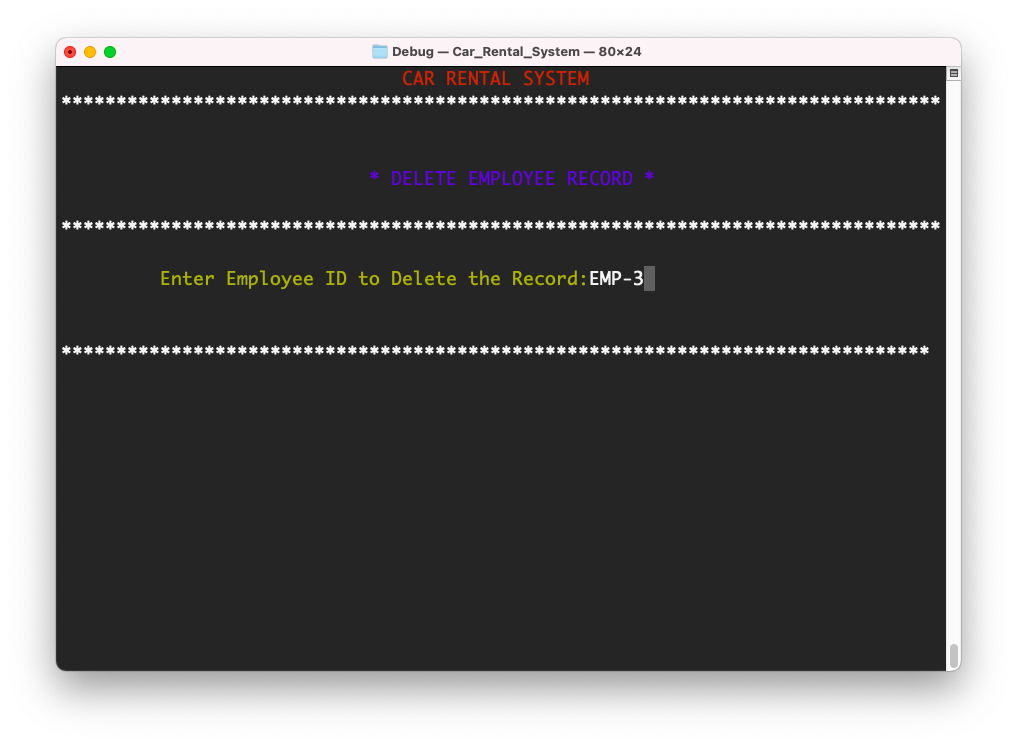 Debug — Car_Rental_System — 80×24
CAR RENTAL SYSTEM
********************************************************************************
* DELETE EMPLOYEE RECORD *
********************************************************************************
Enter Employee ID to Delete the Record:EMP-3
*******************************************************************************